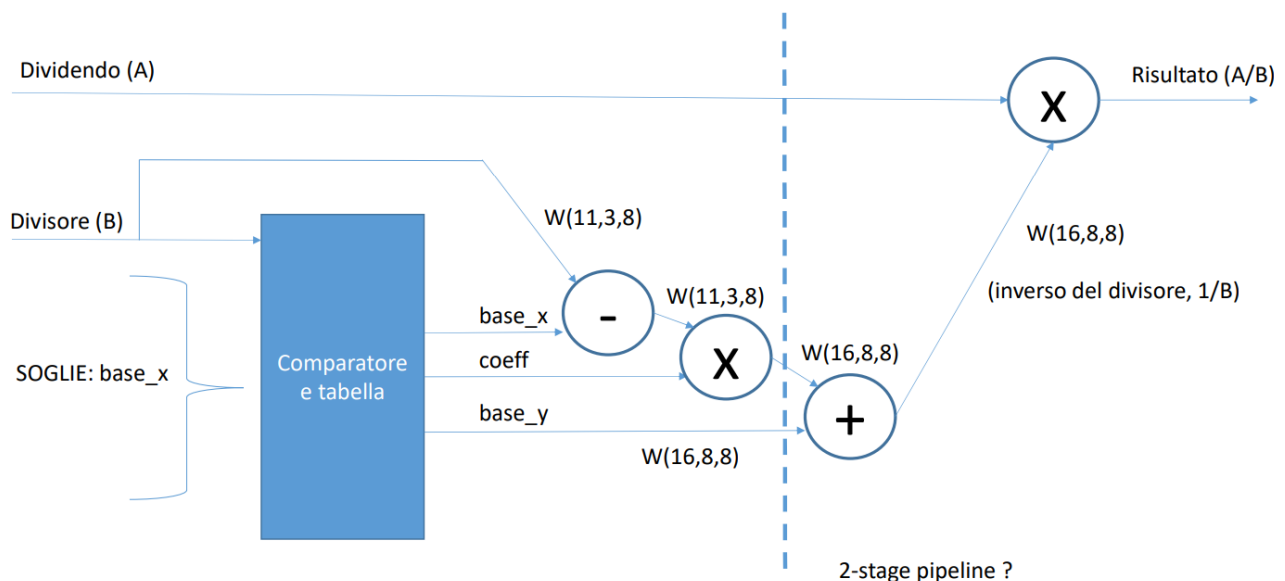 Dividendo (A)
X
Risultato (A/B)
Divisore (B)
W(11,3,8)
W(16,8,8)
(inverso del divisore, 1/B)
SOGLIE: base_x
Comparatore
e tabella
base_x
-
W(11,3,8)
coeff
X
W(16,8,8)
base_y
+
W(16,8,8)
2-stage pipeline ?